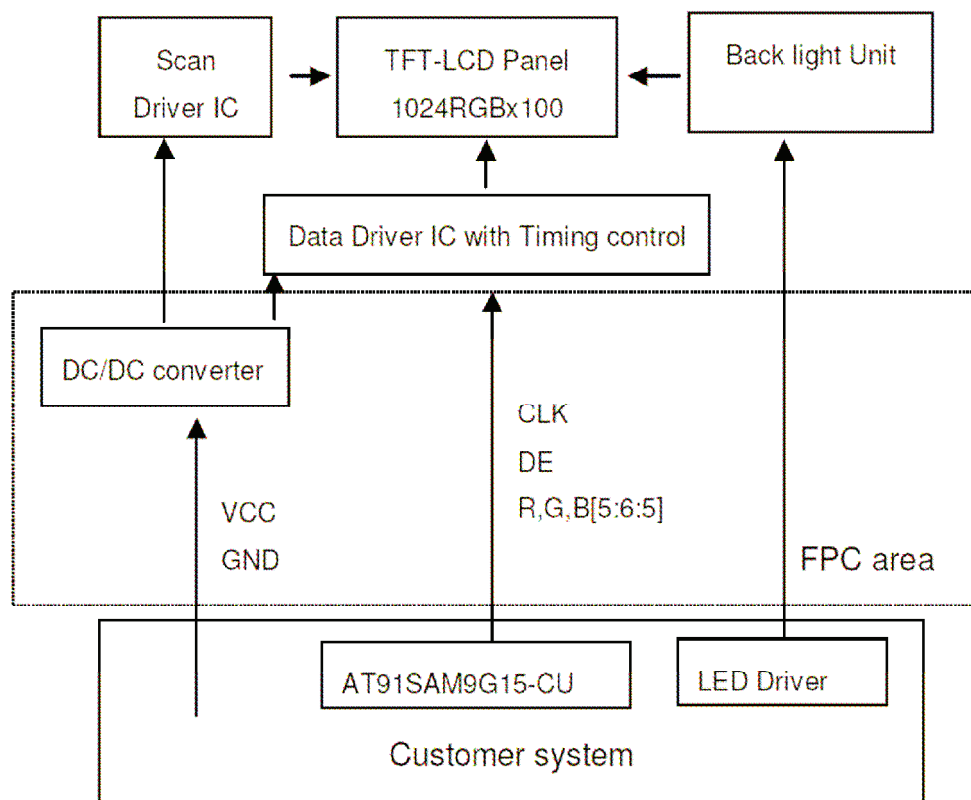 Scan
Driver IC
TFT-LCD Panel
1024RGBx100
Back light Unit
Data Driver IC with Timing control
DC/DC converter
CLK
DE
R,G,B[5:6:5]
VCC
GND
FPC area
AT91SAM9G15-CU
LED Driver
Customer system